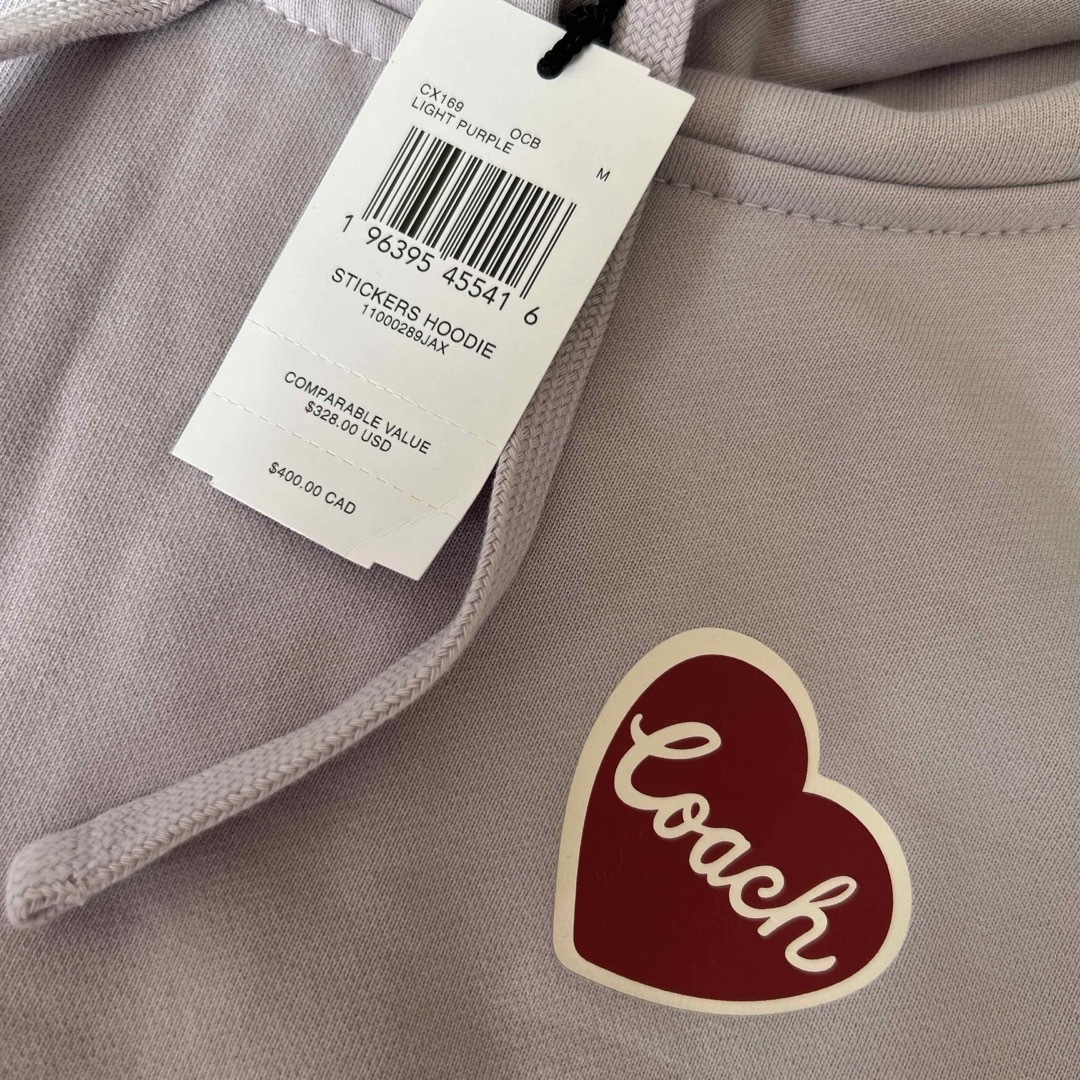 CX169 OCB
LIGHT PURPLE M
1 96395 45541 6
STICKERS HOODIE
11000289JAX
COMPARABLE VALUE
$328.00 USD
$400.00 CAD
Coach